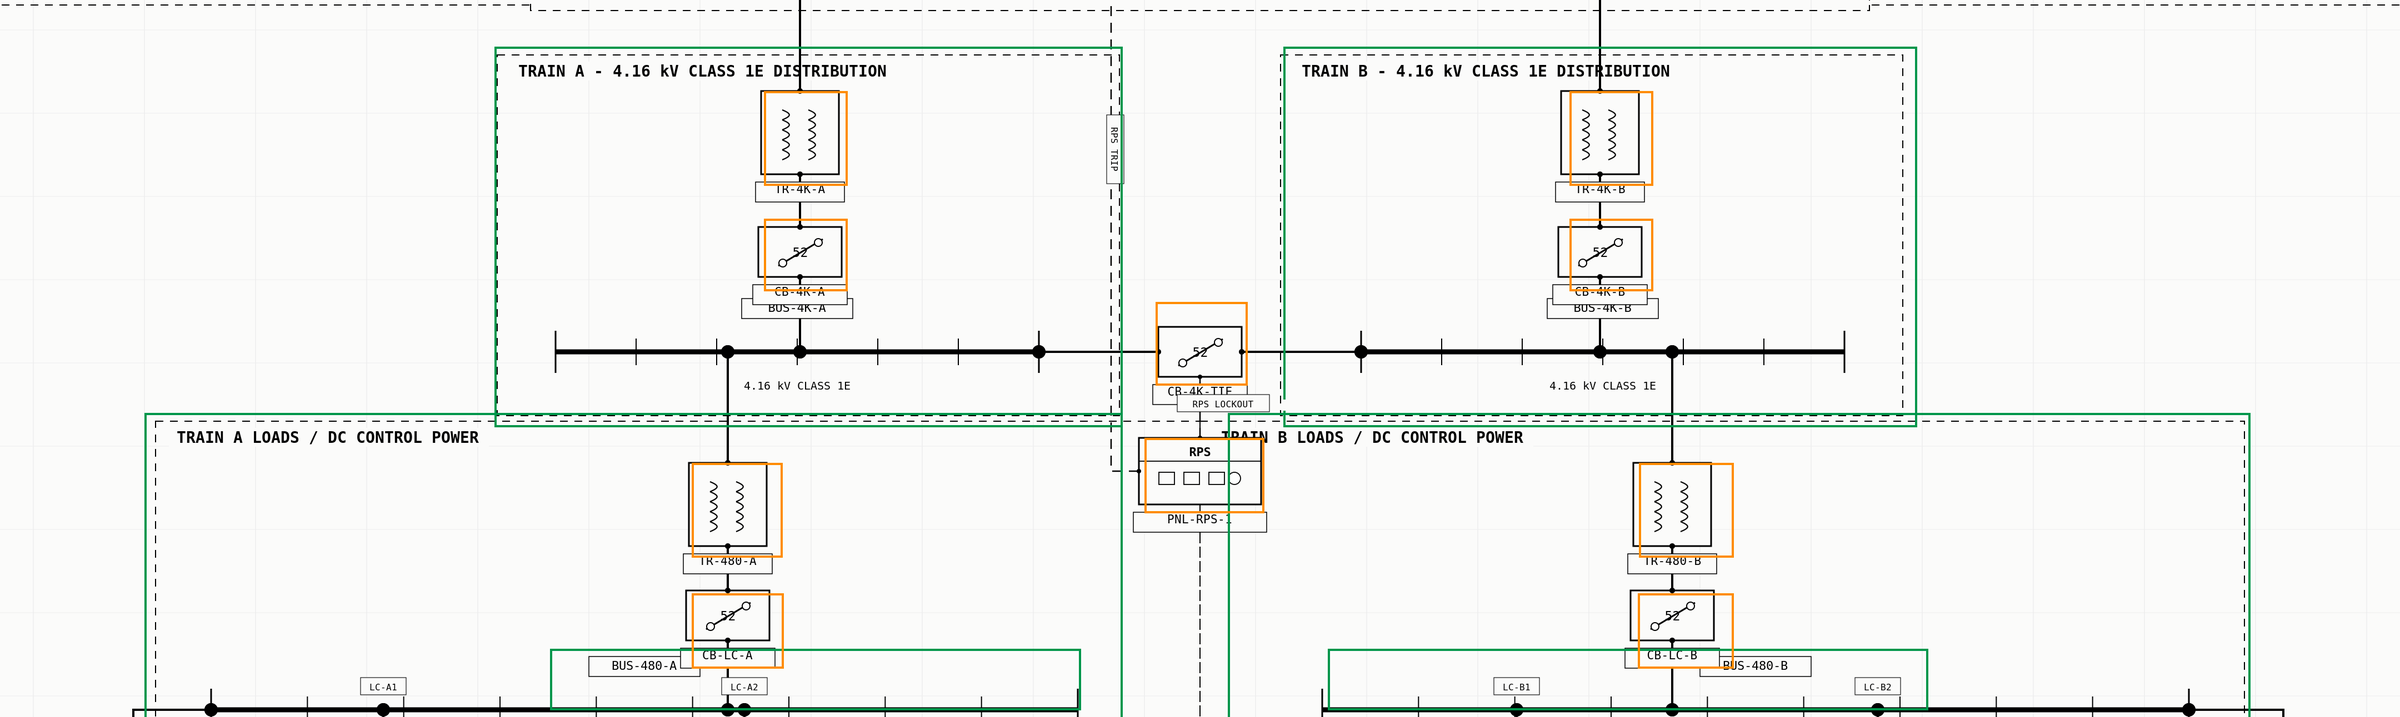 TRAIN A - 4.16 kV CLASS 1E DISTRIBUTION
TRAIN B - 4.16 kV CLASS 1E DISTRIBUTION
RPS TRIP
TR-4K-A
TR-4K-B
52
52
CB-4K-A
CB-4K-B
BUS-4K-A
BUS-4K-B
52
4.16 kV CLASS 1E
4.16 kV CLASS 1E
CB-4K-TIE
RPS LOCKOUT
TRAIN A LOADS / DC CONTROL POWER
TRAIN B LOADS / DC CONTROL POWER
RPS
PNL-RPS-1
TR-480-A
TR-480-B
52
52
CB-LC-A
CB-LC-B
BUS-480-A
BUS-480-B
LC-A1
LC-A2
LC-B1
LC-B2